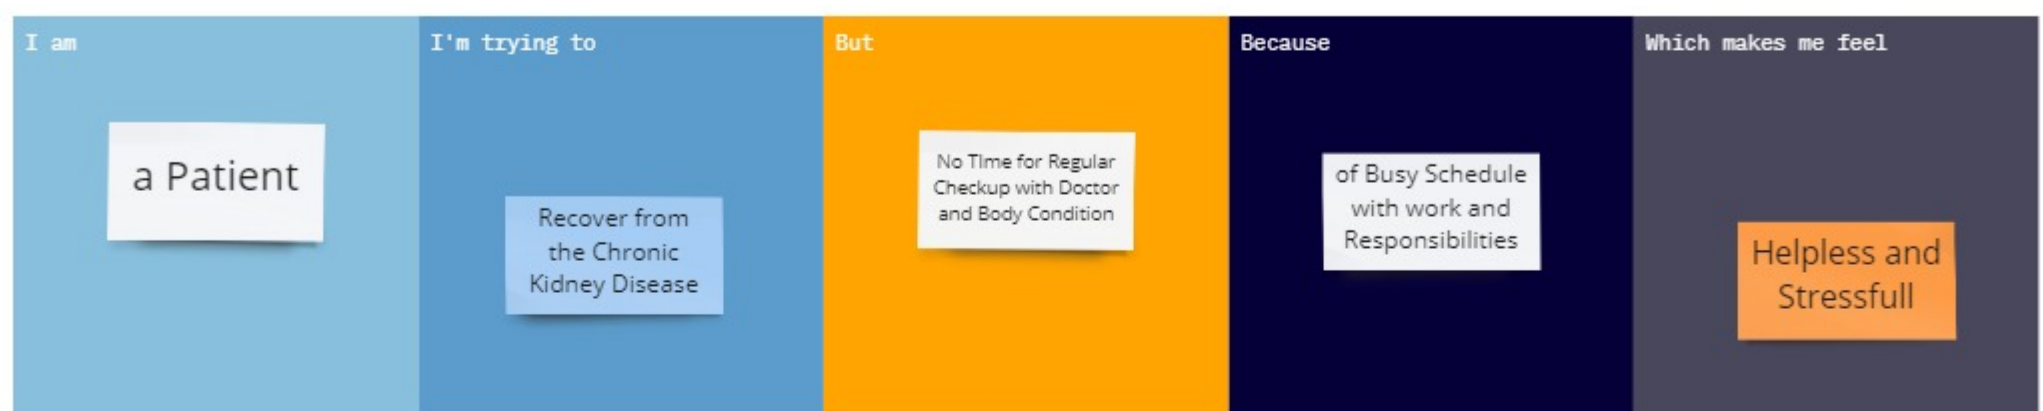 I am
a Patient
I'm trying to
Recover from
the Chronic
Kidney Disease
But
No TIme for Regular
Checkup with Doctor
and Body Condition
Because
of Busy Schedule
with work and
Responsibilities
Which makes me feel
Helpless and
Stressfull